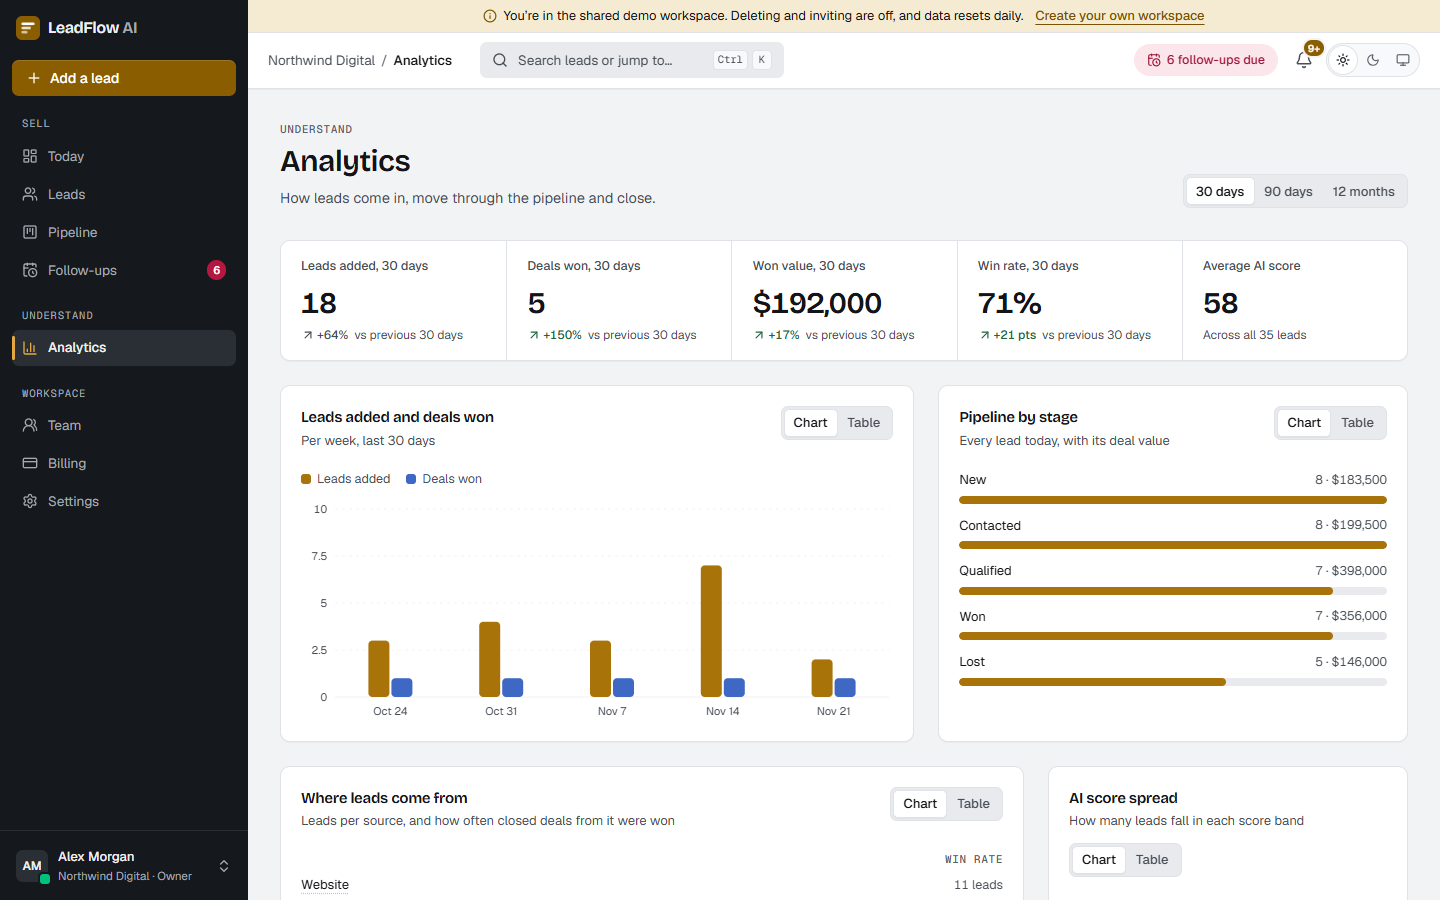 LeadFlow AI
Add a lead
SELL
Today
Leads
Pipeline
Follow-ups
6
UNDERSTAND
Analytics
WORKSPACE
Team
Billing
Settings
AM
Alex Morgan
Northwind Digital · Owner
You're in the shared demo workspace. Deleting and inviting are off, and data resets daily. Create your own workspace
Northwind Digital / Analytics
Search leads or jump to...
Ctrl K
6 follow-ups due
9+
UNDERSTAND
Analytics
How leads come in, move through the pipeline and close.
30 days 90 days 12 months
Leads added, 30 days
18
+64% vs previous 30 days
Deals won, 30 days
5
+150% vs previous 30 days
Won value, 30 days
$192,000
+17% vs previous 30 days
Win rate, 30 days
71%
+21 pts vs previous 30 days
Average AI score
58
Across all 35 leads
Leads added and deals won
Per week, last 30 days
Chart Table
Leads added Deals won
10
7.5
5
2.5
0
Oct 24 Oct 31 Nov 7 Nov 14 Nov 21
Pipeline by stage
Every lead today, with its deal value
Chart Table
New 8 · $183,500
Contacted 8 · $199,500
Qualified 7 · $398,000
Won 7 · $356,000
Lost 5 · $146,000
Where leads come from
Leads per source, and how often closed deals from it were won
Chart Table
WIN RATE
Website 11 leads
AI score spread
How many leads fall in each score band
Chart Table